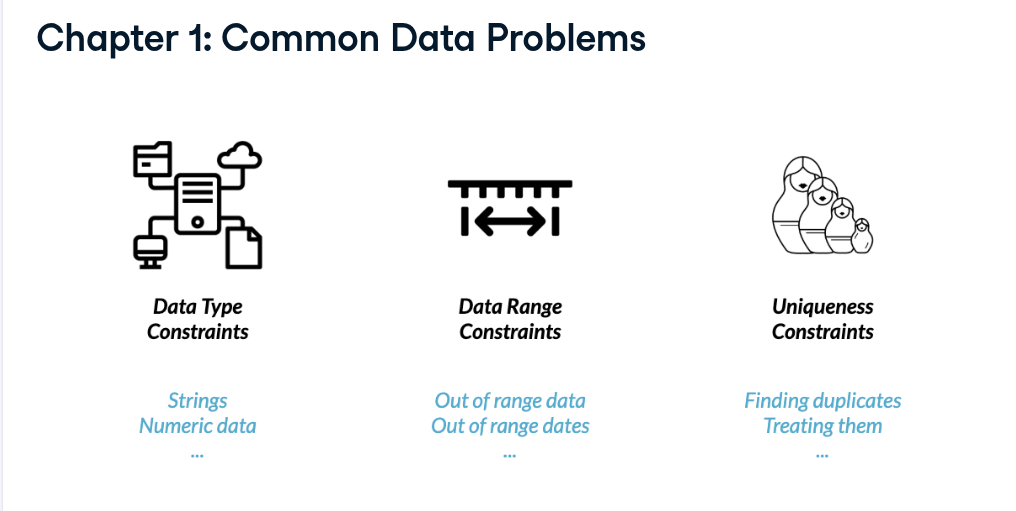 Chapter 1: Common Data Problems
Data Type
Constraints
Strings
Numeric data
...
Data Range
Constraints
Out of range data
Out of range dates
...
Uniqueness
Constraints
Finding duplicates
Treating them
...